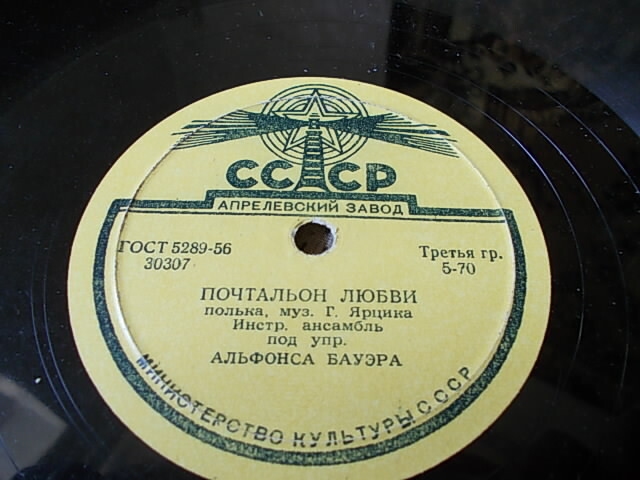 СССР
АПРЕЛЕВСКИЙ ЗАВОД
ГОСТ 5289-56
30307
Третья гр.
5-70
ПОЧТАЛЬОН ЛЮБВИ
полька, муз. Г. Ярцика
Инстр. ансамбль
под упр.
АЛЬФОНСА БАУЭРА
МИНИСТЕРСТВО КУЛЬТУРЫ СССР